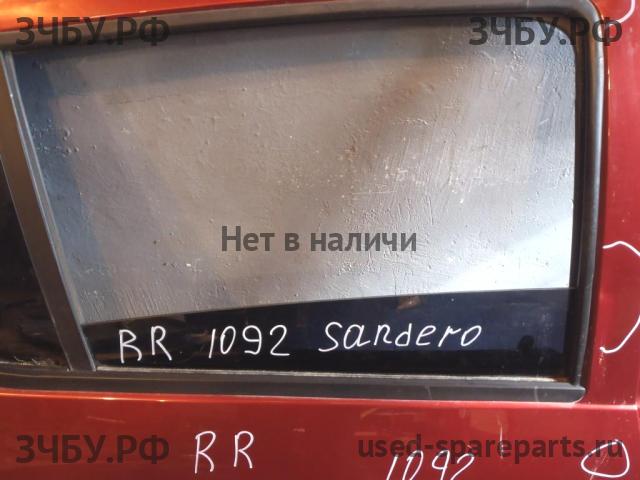 ЗЧБУ.РФ ЗЧБУ.РФ
Нет в наличи
RR 1092 Sandero
ЗЧБУ.РФ RR used-spareparts.ru
1092